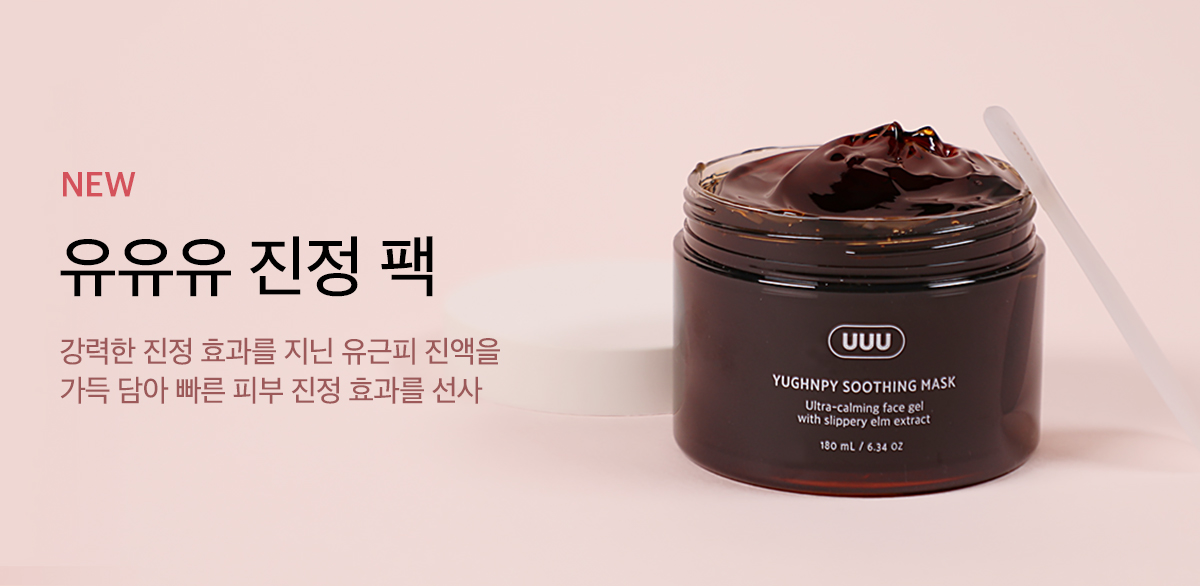 NEW
유유유 진정 팩
강력한 진정 효과를 지닌 유근피 진액을
가득 담아 빠른 피부 진정 효과를 선사
UUU
YUGHNPY SOOTHING MASK
Ultra-calming face gel
with slippery elm extract
180 mL / 6.34 oz